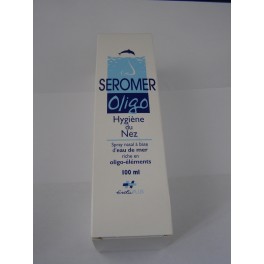 SEROMER
Oligo
Hygiène
du
Nez
Spray nasal à base
d'eau de mer
riche en
oligo-éléments
100 ml